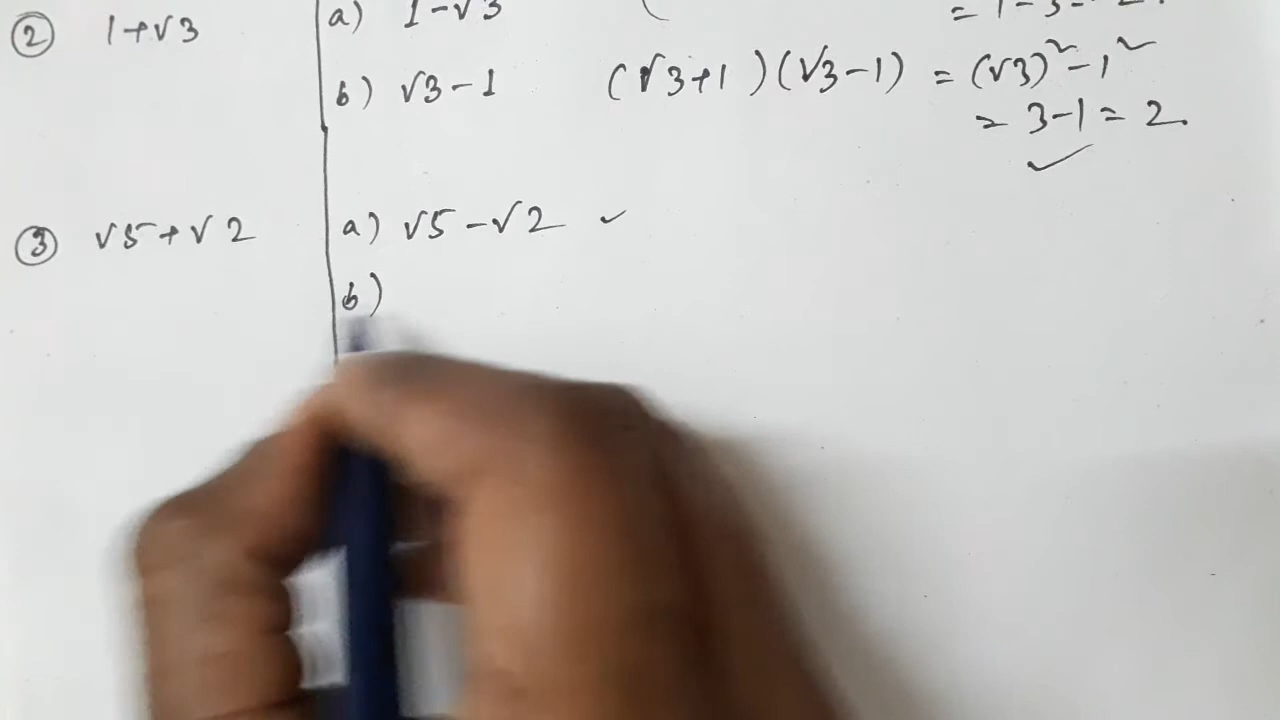 ② 1+√3 a) 1-√3 ( = 1-3=-2.
b) √3-1 (√3+1)(√3-1) = (√3)²-1²
= 3-1=2.
③ √5+√2 a) √5-√2 ✓
b)